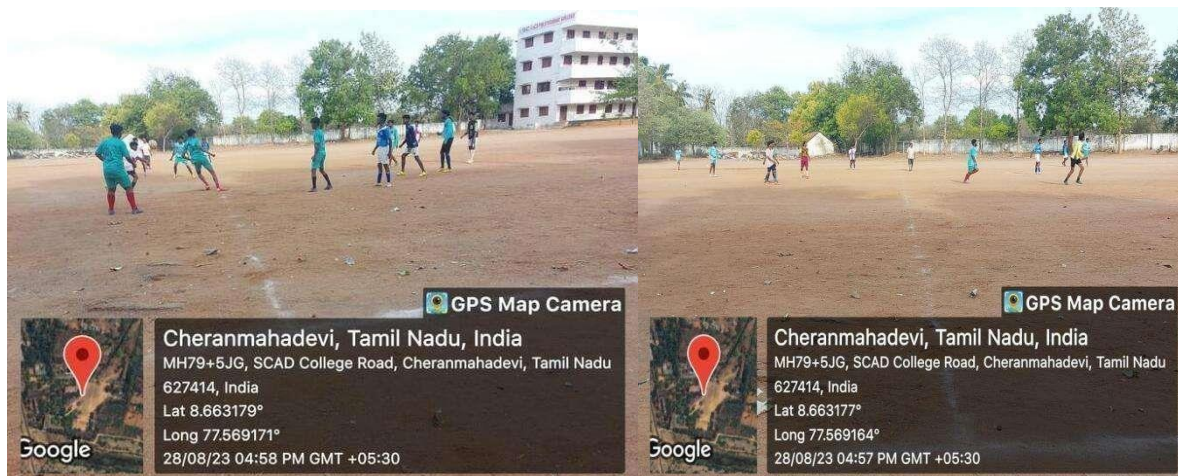 GPS Map Camera
Cheranmahadevi, Tamil Nadu, India
MH79+5JG, SCAD College Road, Cheranmahadevi, Tamil Nadu
627414, India
Lat 8.663179°
Long 77.569171°
28/08/23 04:58 PM GMT +05:30
Google
GPS Map Camera
Cheranmahadevi, Tamil Nadu, India
MH79+5JG, SCAD College Road, Cheranmahadevi, Tamil Nadu
627414, India
Lat 8.663177°
Long 77.569164°
28/08/23 04:57 PM GMT +05:30
Google